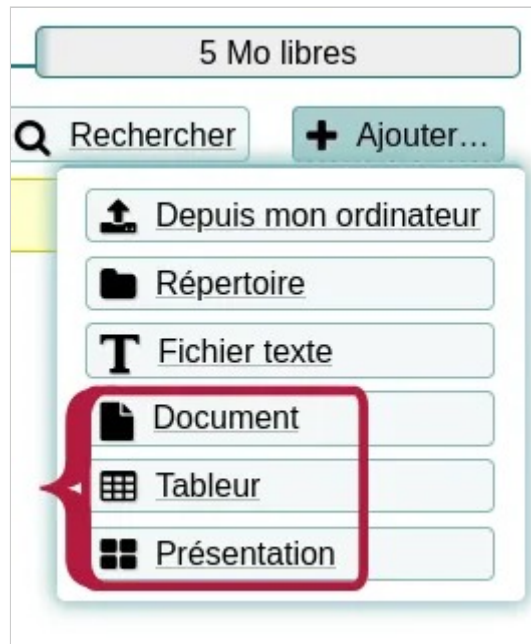 5 Mo libres
Rechercher
Ajouter…
Depuis mon ordinateur
Répertoire
Fichier texte
Document
Tableur
Présentation